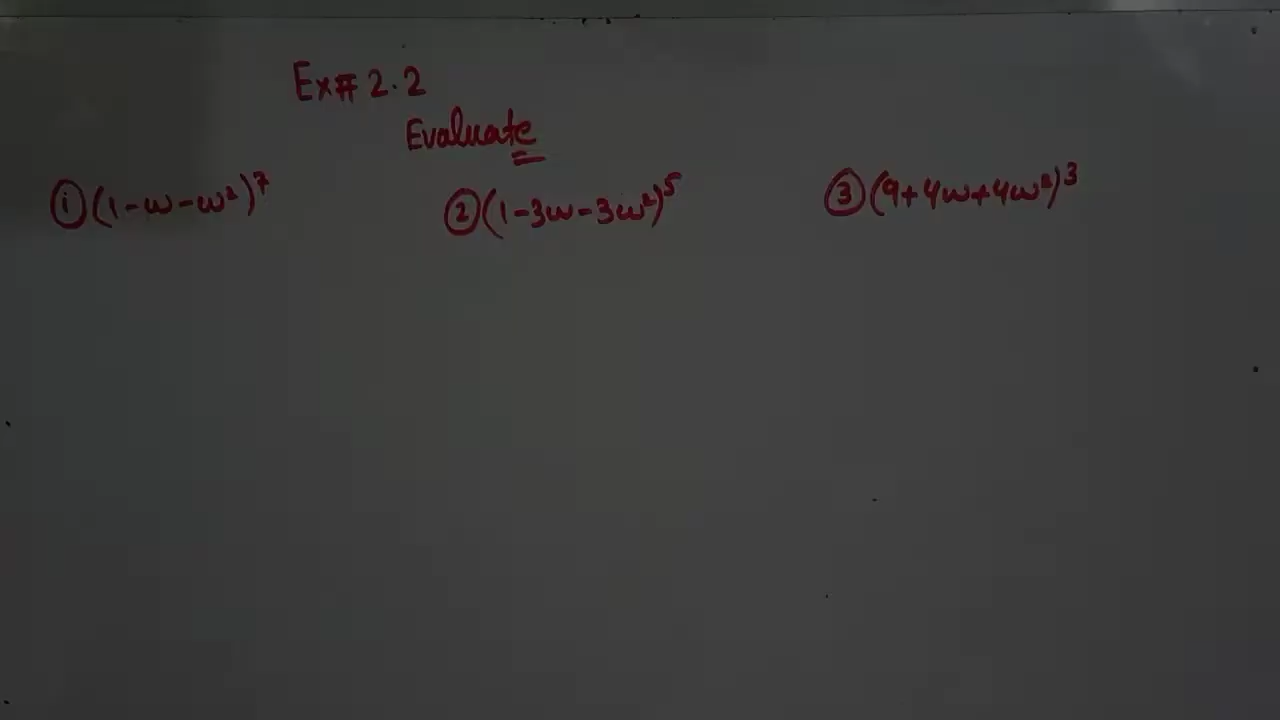 Ex# 2.2
Evaluate
① (1-ω-ω²)⁷ ② (1-3ω-3ω²)⁵ ③ (9+4ω+4ω²)³